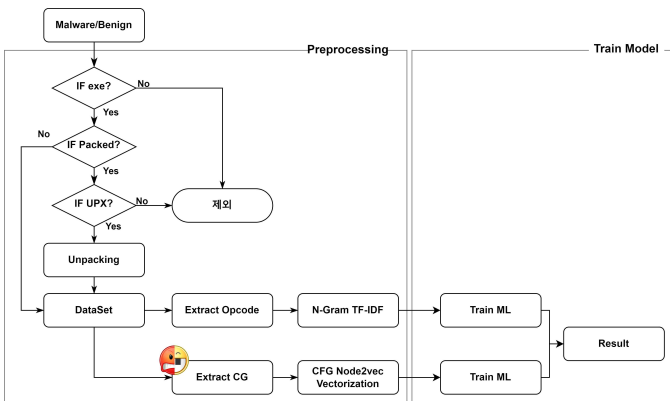 Malware/Benign
Preprocessing
Train Model
IF exe?
No
Yes
No
IF Packed?
Yes
IF UPX?
No
제외
Yes
Unpacking
DataSet
Extract Opcode
N-Gram TF-IDF
Train ML
Result
Extract CG
CFG Node2vec
Vectorization
Train ML